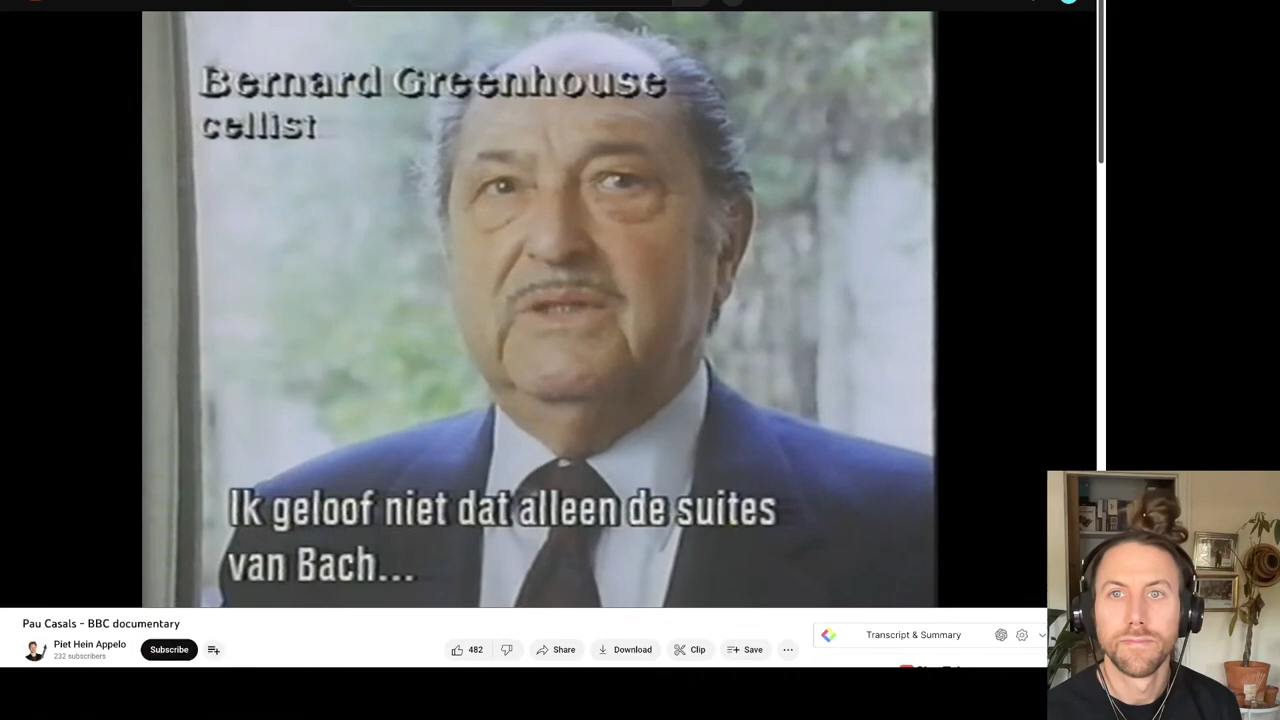 Bernard Greenhouse
cellist
Ik geloof niet dat alleen de suites
van Bach...
Pau Casals - BBC documentary
Piet Hein Appelo
232 subscribers
Subscribe
482
Share
Download
Clip
Save
Transcript & Summary